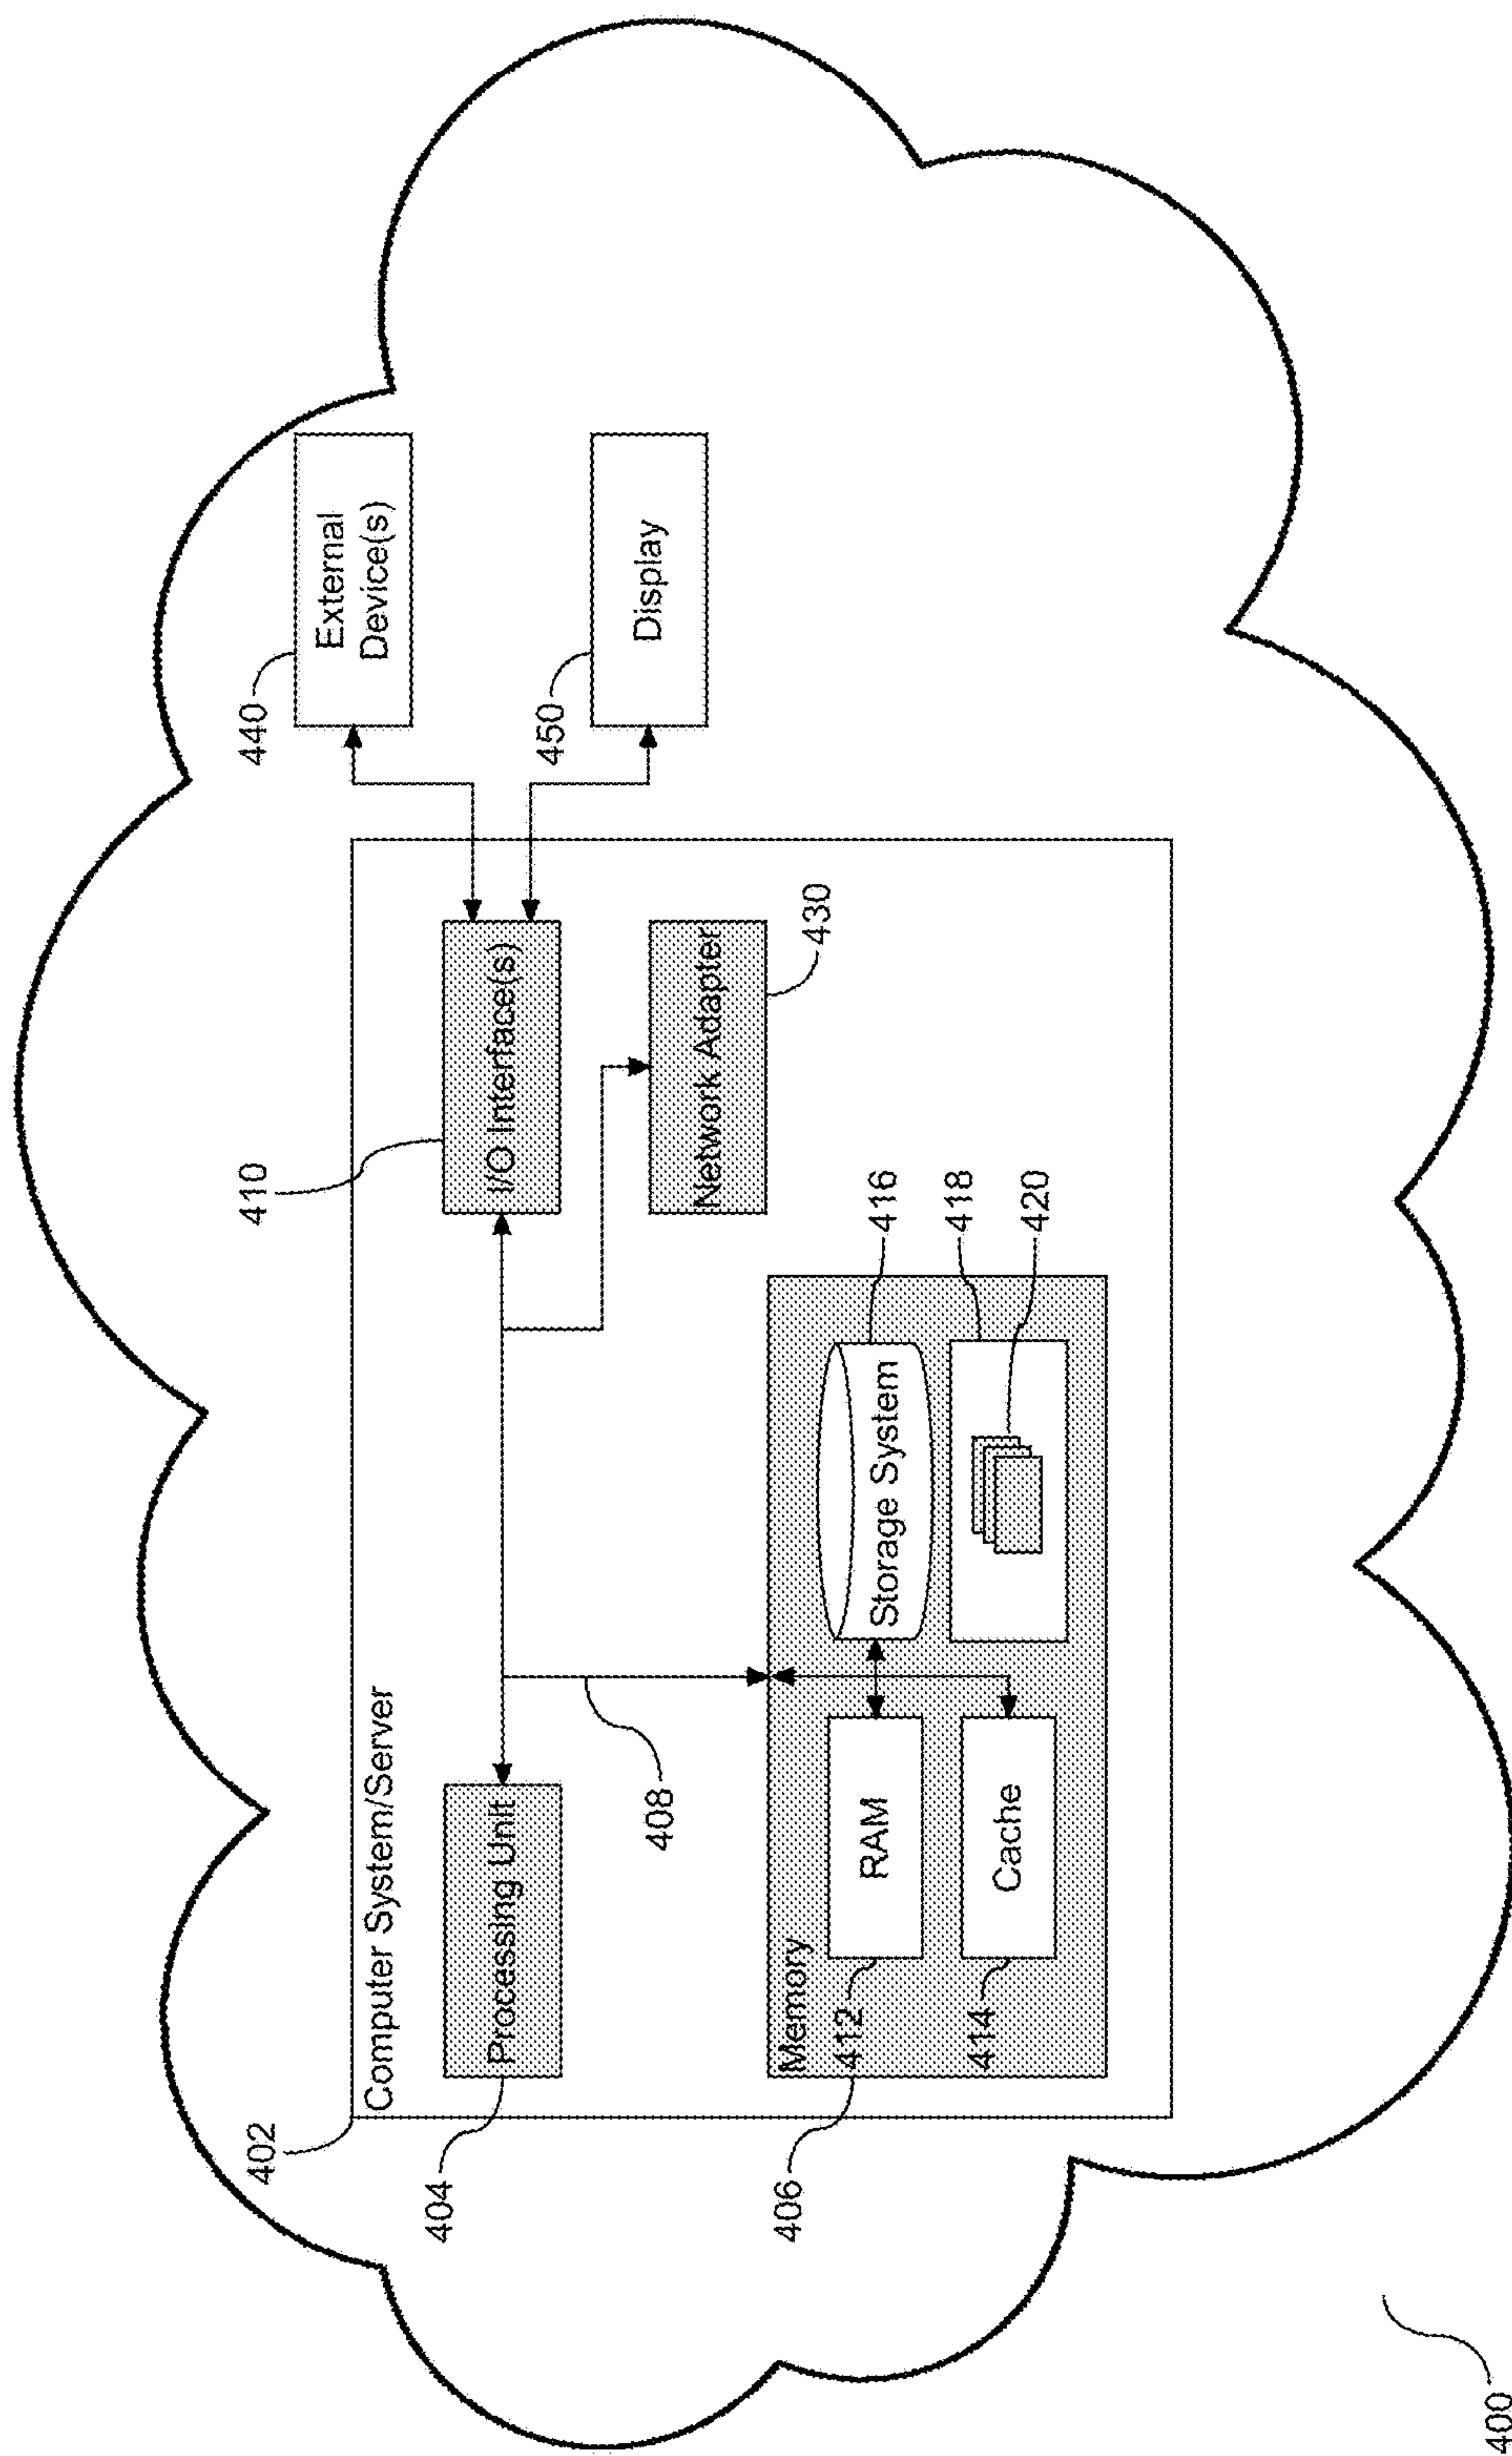 402
Computer System/Server
404
Processing Unit
408
410
I/O Interface(s)
440
External
Device(s)
450
Display
Network Adapter
430
406
Memory
412
RAM
414
Cache
Storage System
416
418
420
400